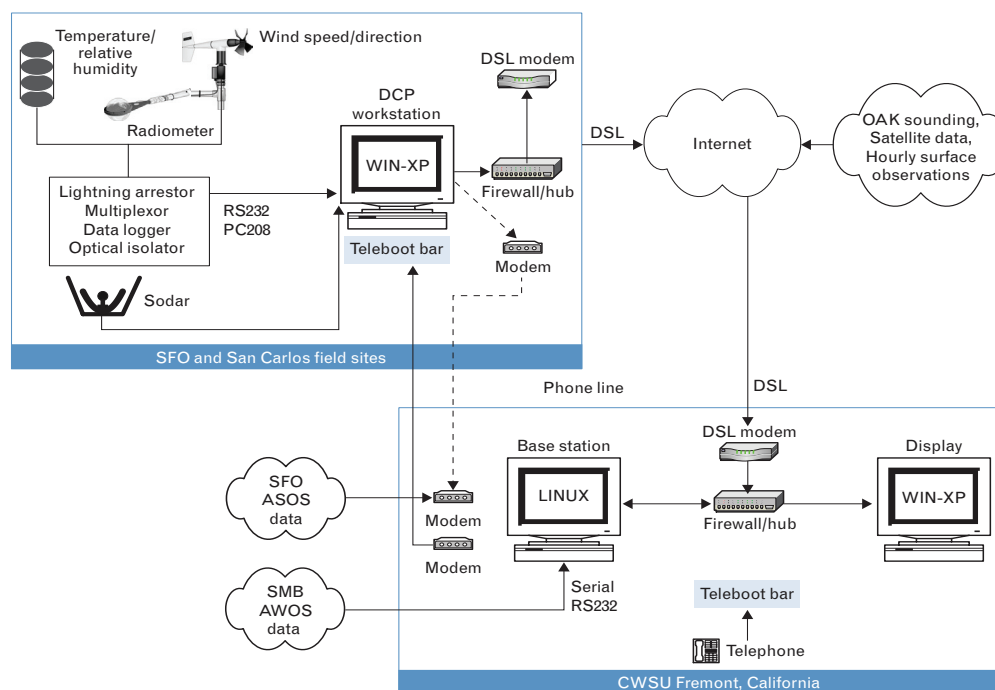 Temperature/
relative
humidity
Wind speed/direction
Radiometer
Lightning arrestor
Multiplexor
Data logger
Optical isolator
RS232
PC208
Sodar
DCP
workstation
WIN-XP
Teleboot bar
DSL modem
Firewall/hub
Modem
SFO and San Carlos field sites
DSL
Internet
OAK sounding,
Satellite data,
Hourly surface
observations
Phone line
DSL
SFO
ASOS
data
SMB
AWOS
data
Modem
Modem
Base station
LINUX
Serial
RS232
DSL modem
Firewall/hub
Display
WIN-XP
Teleboot bar
Telephone
CWSU Fremont, California